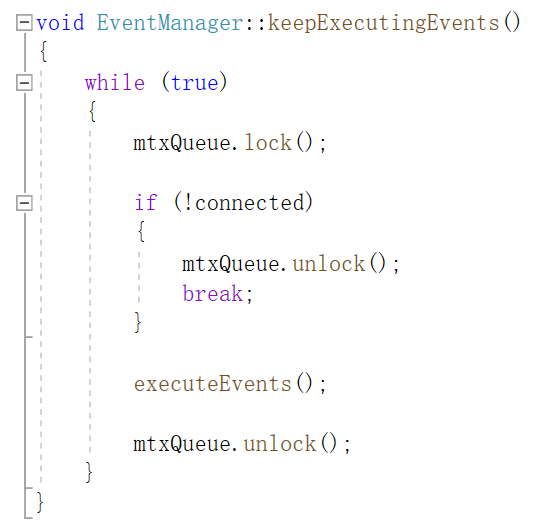 void EventManager::keepExecutingEvents()
{
    while (true)
    {
        mtxQueue.lock();

        if (!connected)
        {
            mtxQueue.unlock();
            break;
        }

        executeEvents();

        mtxQueue.unlock();
    }
}